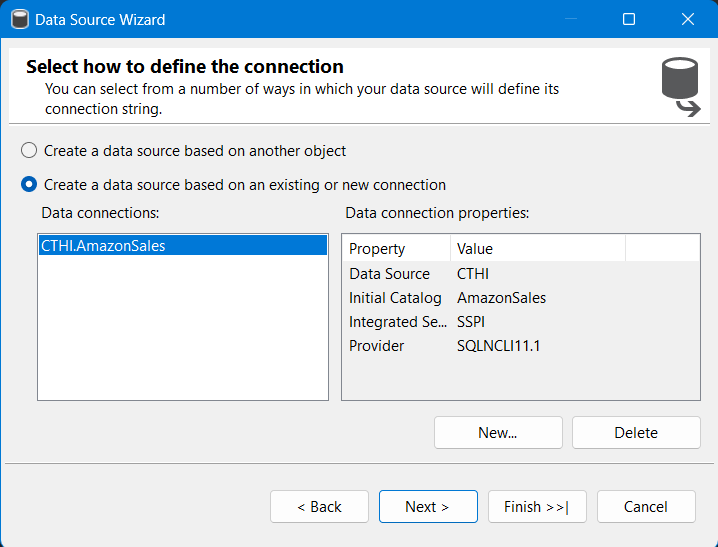 Data Source Wizard
Select how to define the connection
You can select from a number of ways in which your data source will define its
connection string.
Create a data source based on another object
Create a data source based on an existing or new connection
Data connections:
Data connection properties:
CTHI.AmazonSales
Property Value
Data Source CTHI
Initial Catalog AmazonSales
Integrated Se... SSPI
Provider SQLNCLI11.1
New... Delete
< Back Next > Finish >>| Cancel